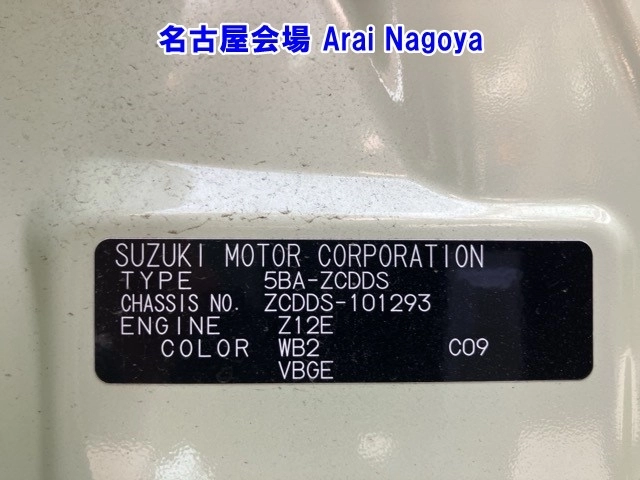 名古屋会場 Arai Nagoya
SUZUKI MOTOR CORPORATION
TYPE 5BA-ZCDDS
CHASSIS NO. ZCDDS-101293
ENGINE Z12E
COLOR WB2 C09
VBGE